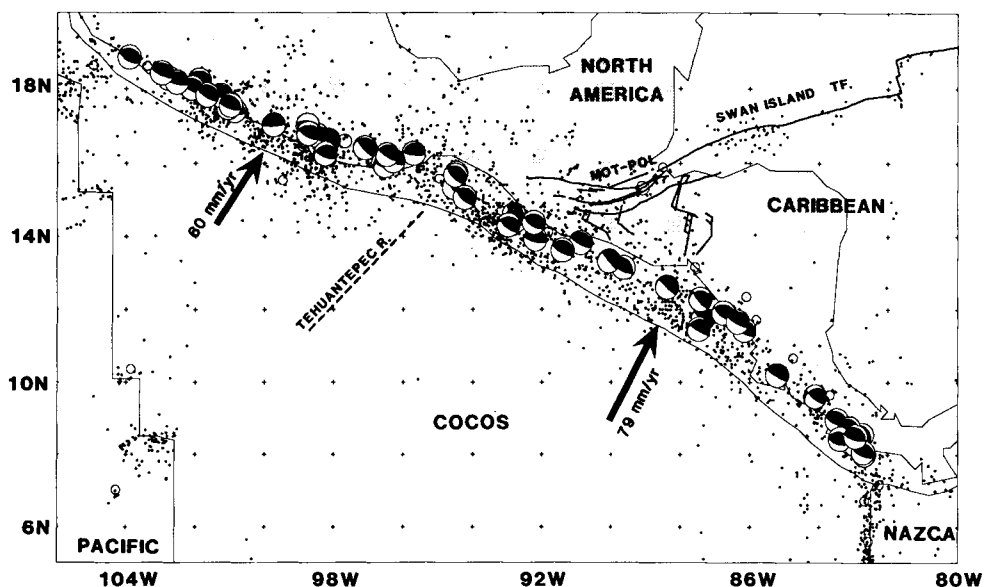 18N
14N
10N
6N
NORTH
AMERICA
SWAN ISLAND TF.
MOT-POL
CARIBBEAN
60 mm/yr
TEHUANTEPEC R.
79 mm/yr
COCOS
PACIFIC
NAZCA
104W 98W 92W 86W 80W